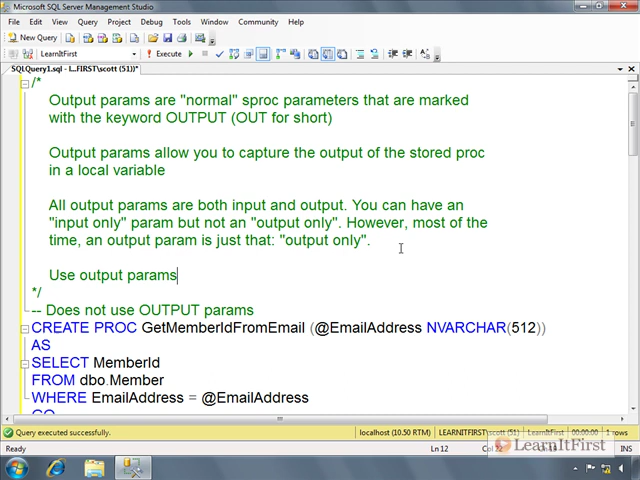 Microsoft SQL Server Management Studio
File Edit View Query Project Debug Tools Window Community Help
New Query
LearnItFirst Execute
SQLQuery1.sql - l...FIRST\scott (51))*
/*
Output params are "normal" sproc parameters that are marked
with the keyword OUTPUT (OUT for short)
Output params allow you to capture the output of the stored proc
in a local variable
All output params are both input and output. You can have an
"input only" param but not an "output only". However, most of the
time, an output param is just that: "output only".
Use output params
*/
-- Does not use OUTPUT params
CREATE PROC GetMemberIdFromEmail (@EmailAddress NVARCHAR(512))
AS
SELECT MemberId
FROM dbo.Member
WHERE EmailAddress = @EmailAddress
GO
Query executed successfully. localhost (10.50 RTM) LEARNITFIRST\scott (51) LearnItFirst 00:00:00 1 rows
Ready Ln 12 INS
LearnItFirst